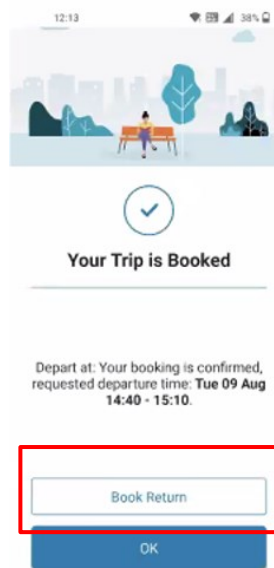 12:13
38%
Your Trip is Booked
Depart at: Your booking is confirmed,
requested departure time: Tue 09 Aug
14:40 - 15:10.
Book Return
OK